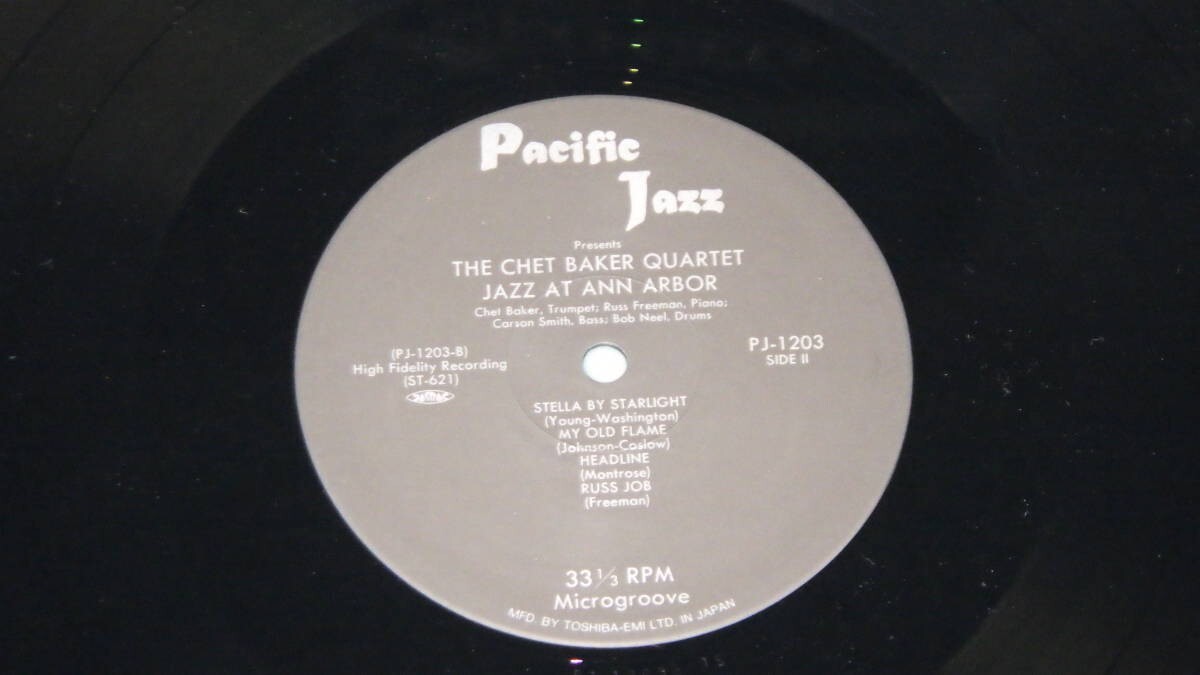 Pacific
Jazz
Presents
THE CHET BAKER QUARTET
JAZZ AT ANN ARBOR
Chet Baker, Trumpet; Russ Freeman, Piano;
Carson Smith, Bass; Bob Neel, Drums
(PJ-1203-B)
High Fidelity Recording
(ST-621)
PJ-1203
SIDE II
STELLA BY STARLIGHT
(Young-Washington)
MY OLD FLAME
(Johnson-Coslow)
HEADLINE
(Montrose)
RUSS JOB
(Freeman)
33 1/3 RPM
Microgroove
MFD. BY TOSHIBA-EMI LTD. IN JAPAN